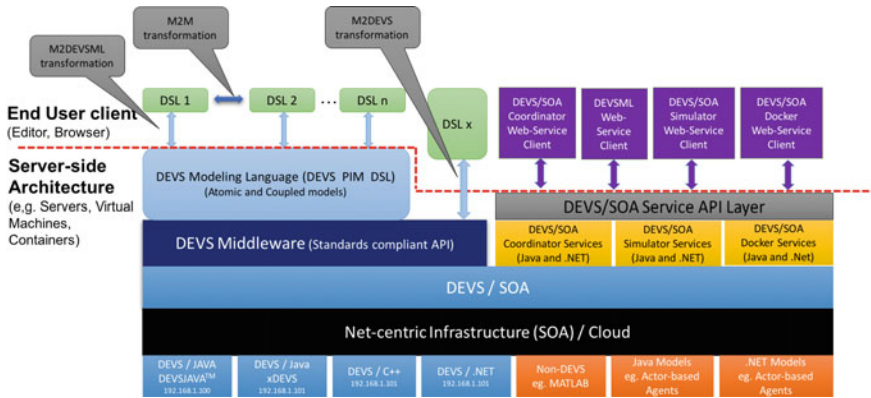 M2DEVSML
transformation
M2M
transformation
M2DEVS
transformation
End User client
(Editor, Browser)
DSL 1
DSL 2
...
DSL n
DSL x
DEVS/SOA
Coordinator
Web-Service
Client
DEVSML
Web-
Service
Client
DEVS/SOA
Simulator
Web-Service
Client
DEVS/SOA
Docker
Web-Service
Client
Server-side
Architecture
(e,g. Servers, Virtual
Machines,
Containers)
DEVS Modeling Language (DEVS PIM DSL)
(Atomic and Coupled models)
DEVS/SOA Service API Layer
DEVS Middleware (Standards compliant API)
DEVS/SOA
Coordinator Services
(Java and .NET)
DEVS/SOA
Simulator Services
(Java and .NET)
DEVS/SOA
Docker Services
(Java and .Net)
DEVS / SOA
Net-centric Infrastructure (SOA) / Cloud
DEVS / JAVA
DEVSJAVA™
192.168.1.100
DEVS / Java
xDEVS
192.168.1.101
DEVS / C++
192.168.1.101
DEVS / .NET
192.168.1.101
Non-DEVS
eg. MATLAB
Java Models
eg. Actor-based
Agents
.NET Models
eg. Actor-based
Agents